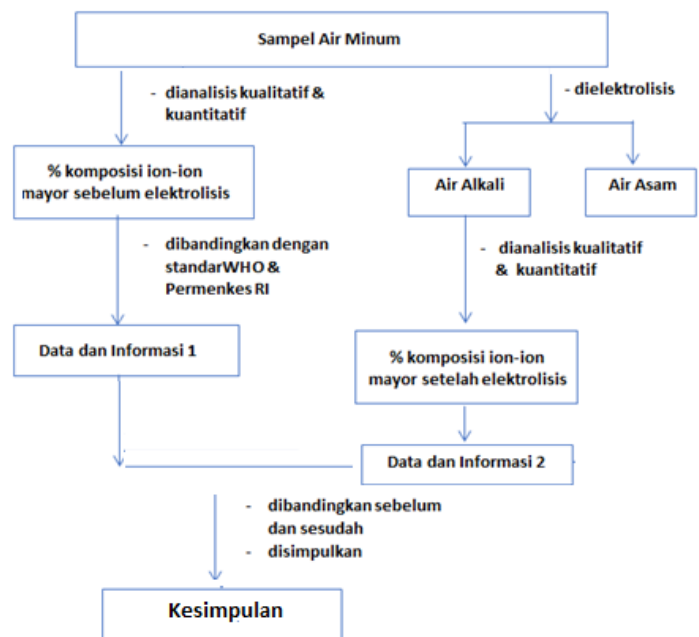 Sampel Air Minum
- dianalisis kualitatif &
kuantitatif
- dielektrolisis
% komposisi ion-ion
mayor sebelum elektrolisis
Air Alkali
Air Asam
- dibandingkan dengan
standarWHO &
Permenkes RI
- dianalisis kualitatif
& kuantitatif
Data dan Informasi 1
% komposisi ion-ion
mayor setelah elektrolisis
Data dan Informasi 2
- dibandingkan sebelum
dan sesudah
- disimpulkan
Kesimpulan